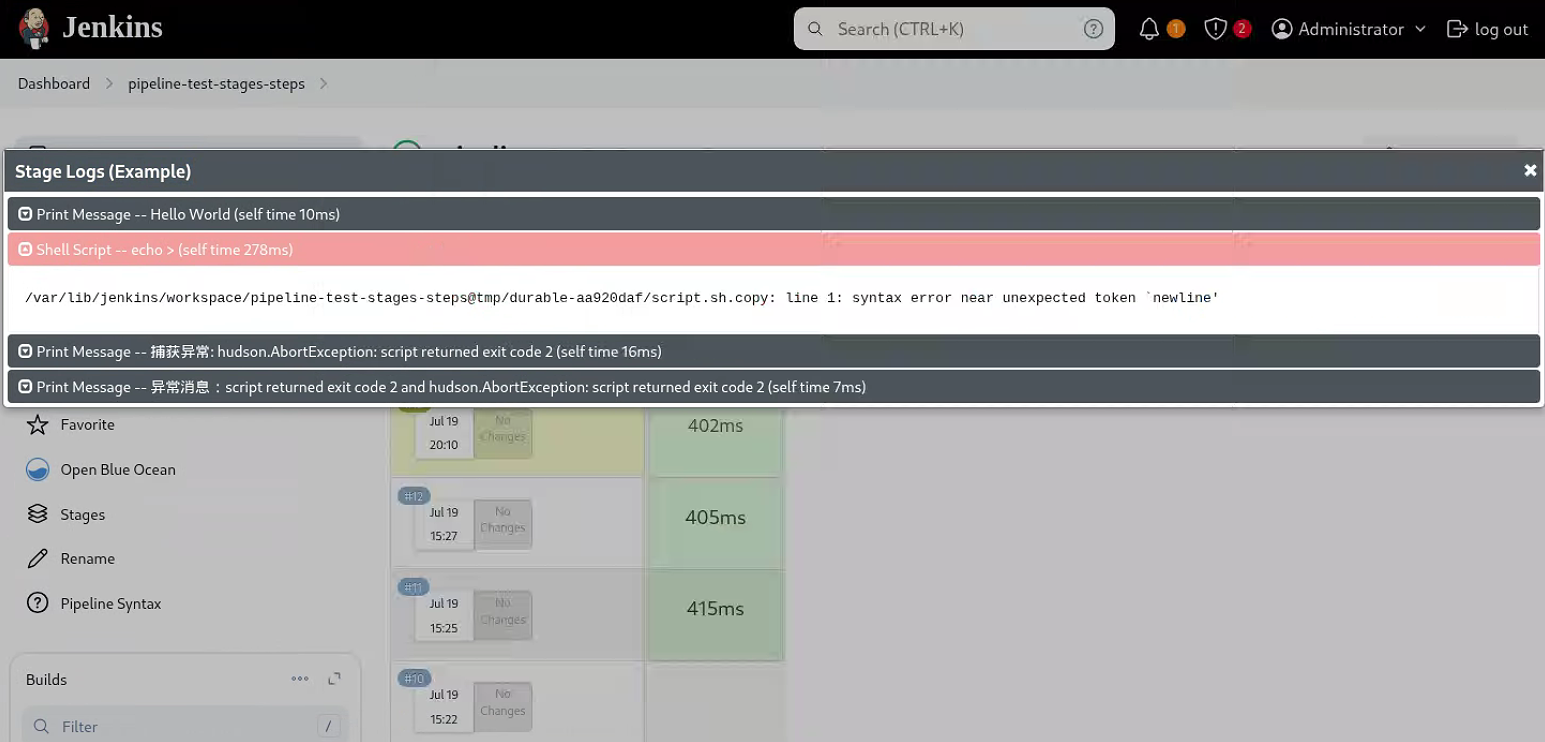 Jenkins
Search (CTRL+K)
1
2
Administrator
log out
Dashboard
pipeline-test-stages-steps
Stage Logs (Example)
Print Message -- Hello World (self time 10ms)
Shell Script -- echo > (self time 278ms)
/var/lib/jenkins/workspace/pipeline-test-stages-steps@tmp/durable-aa920daf/script.sh.copy: line 1: syntax error near unexpected token `newline'
Print Message -- 捕获异常: hudson.AbortException: script returned exit code 2 (self time 16ms)
Print Message -- 异常消息：script returned exit code 2 and hudson.AbortException: script returned exit code 2 (self time 7ms)
Favorite
Open Blue Ocean
Stages
Rename
Pipeline Syntax
Builds
Filter
/
Jul 19
20:10
No
Changes
402ms
#12
Jul 19
15:27
No
Changes
405ms
#11
Jul 19
15:25
No
Changes
415ms
#10
Jul 19
15:22
No
Changes